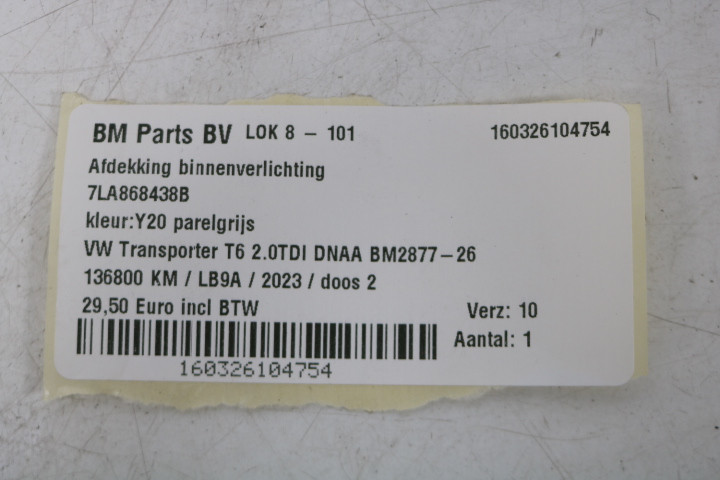 BM Parts BV LOK 8 - 101 160326104754
Afdekking binnenverlichting
7LA868438B
kleur:Y20 parelgrijs
VW Transporter T6 2.0TDI DNAA BM2877-26
136800 KM / LB9A / 2023 / doos 2
29,50 Euro incl BTW Verz: 10
Aantal: 1
160326104754